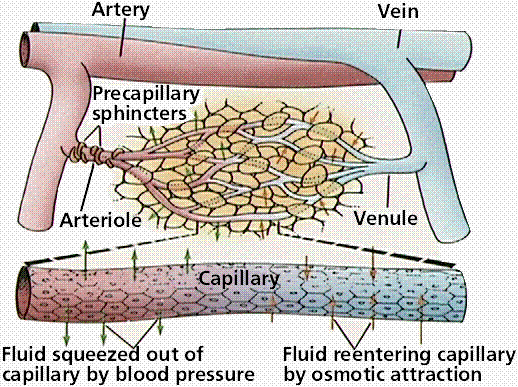 Artery
Vein
Precapillary
sphincters
Arteriole
Venule
Capillary
Fluid squeezed out of
capillary by blood pressure
Fluid reentering capillary
by osmotic attraction